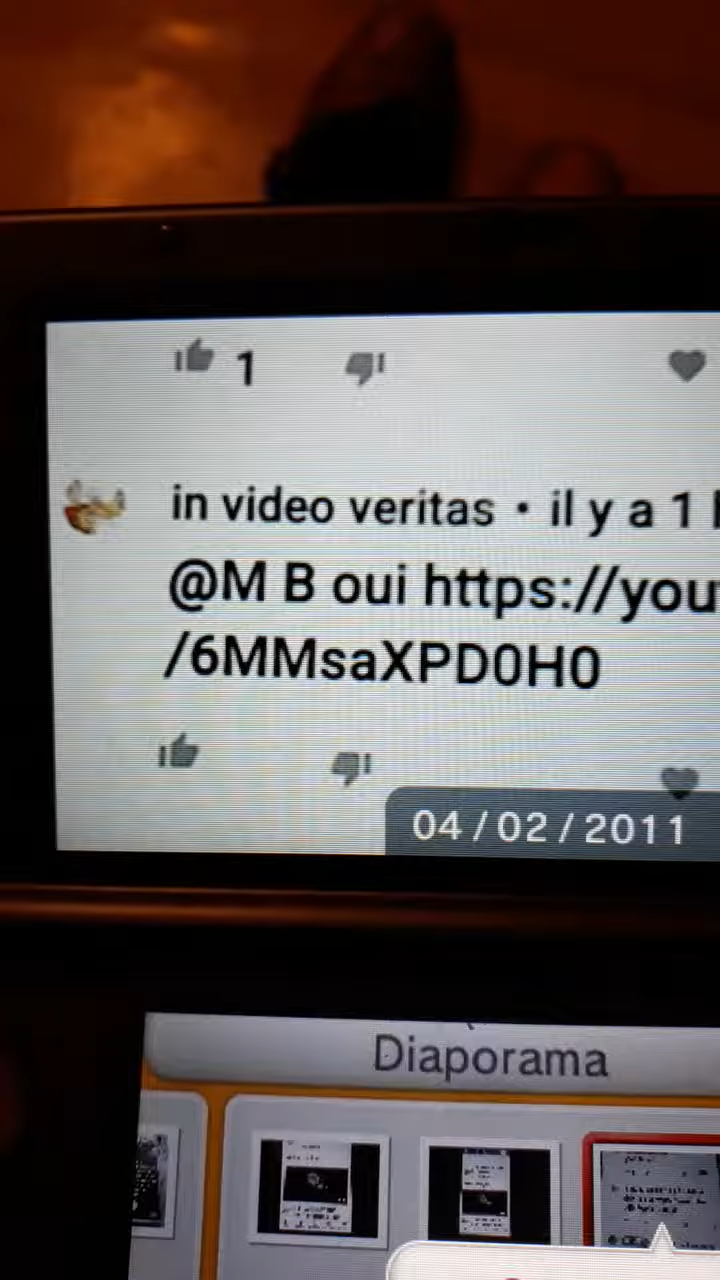 1
in video veritas • il y a 1
@M B oui https://you
/6MMsaXPD0H0
04/02/2011
Diaporama